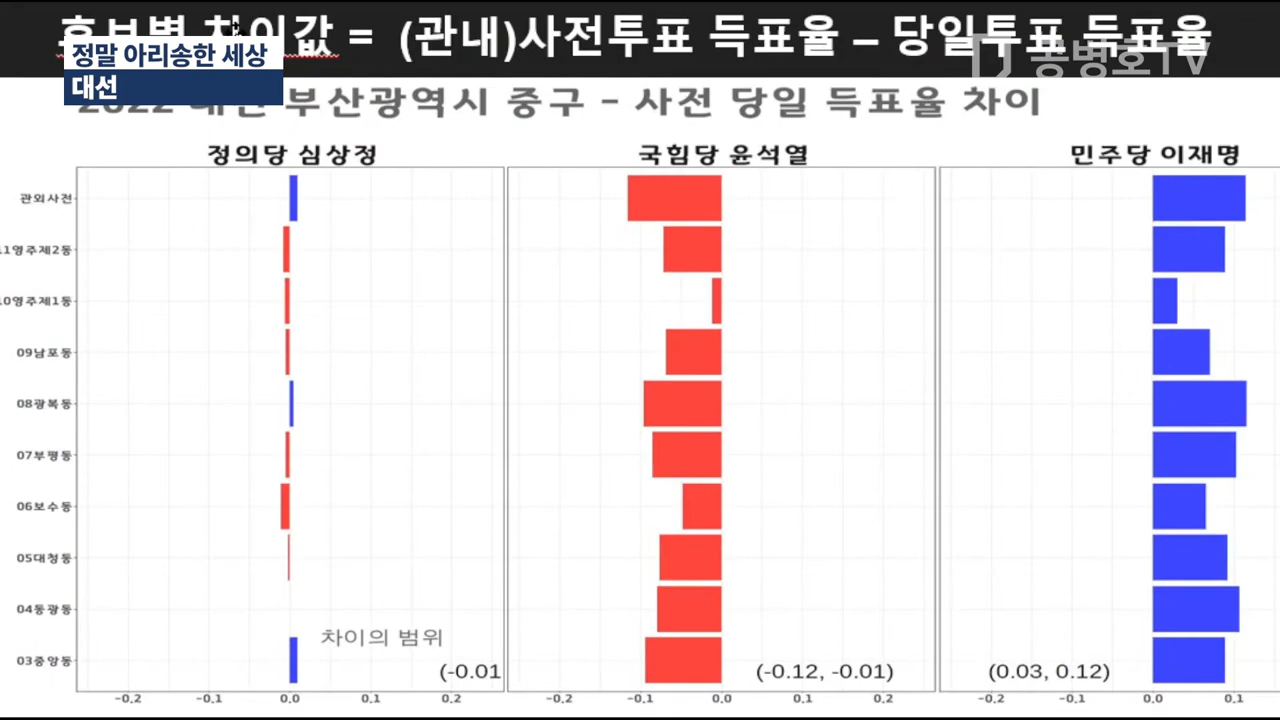 값 = (관내)사전투표 득표율 – 당일투표 득표율
정말 아리송한 세상
대선
공병호TV
부산광역시 중구 - 사전 당일 득표율 차이
정의당 심상정
국힘당 윤석열
민주당 이재명
관외사전
11영주제2동
10영주제1동
09남포동
08광복동
07부평동
06보수동
05대청동
04동광동
03중앙동
차이의 범위
(-0.01
(-0.12, -0.01)
(0.03, 0.12)
-0.2 -0.1 0.0 0.1 0.2
-0.2 -0.1 0.0 0.1 0.2
-0.2 -0.1 0.0 0.1